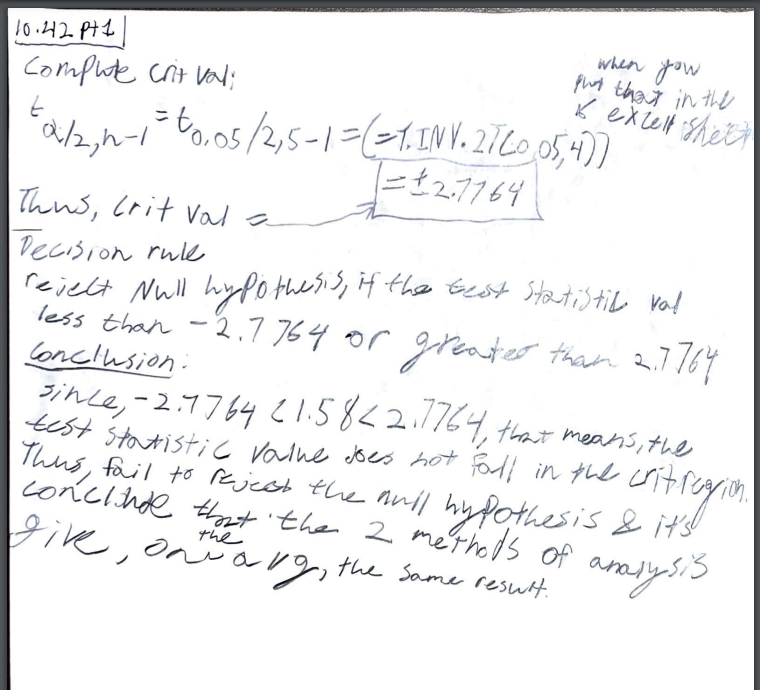 10.42 pt 1
Complute Crit val;
when you
put that in the
excell sheet
t α/2, n-1 = t 0.05/2, 5-1 = (=T.INV.2T(0.05,4))
= ± 2.7764
Thus, Crit val =
Decision rule
reject Null hypothesis, if the test statistic val
less than -2.7764 or greater than 2.7764
Conclusion:
since, -2.7764 < 1.58 < 2.7764, that means, the
test statistic value does not fall in the crit region.
Thus, fail to reject the null hypothesis & it's
conclude that the 2 methods of analysis
give, on the avg, the same result.